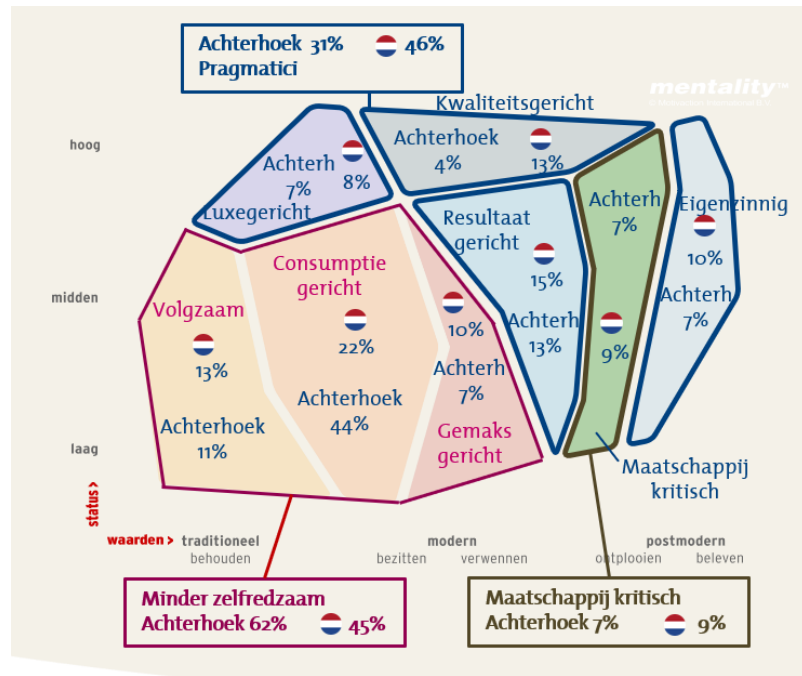 Achterhoek 31% 46%
Pragmatici
mentality™
Kwaliteitsgericht
hoog
Achterhoek
4%
13%
Achterh
7%
8%
Luxegericht
Achterh
7%
Eigenzinnig
10%
Achterh
7%
Resultaat
gericht
15%
Achterh
13%
midden
Consumptie
gericht
22%
Achterhoek
44%
Volgzaam
13%
Achterhoek
11%
10%
Achterh
7%
Gemaks
gericht
9%
Maatschappij
kritisch
laag
status >
waarden > traditioneel modern postmodern
behouden bezitten verwennen ontplooien beleven
Minder zelfredzaam
Achterhoek 62% 45%
Maatschappij kritisch
Achterhoek 7% 9%